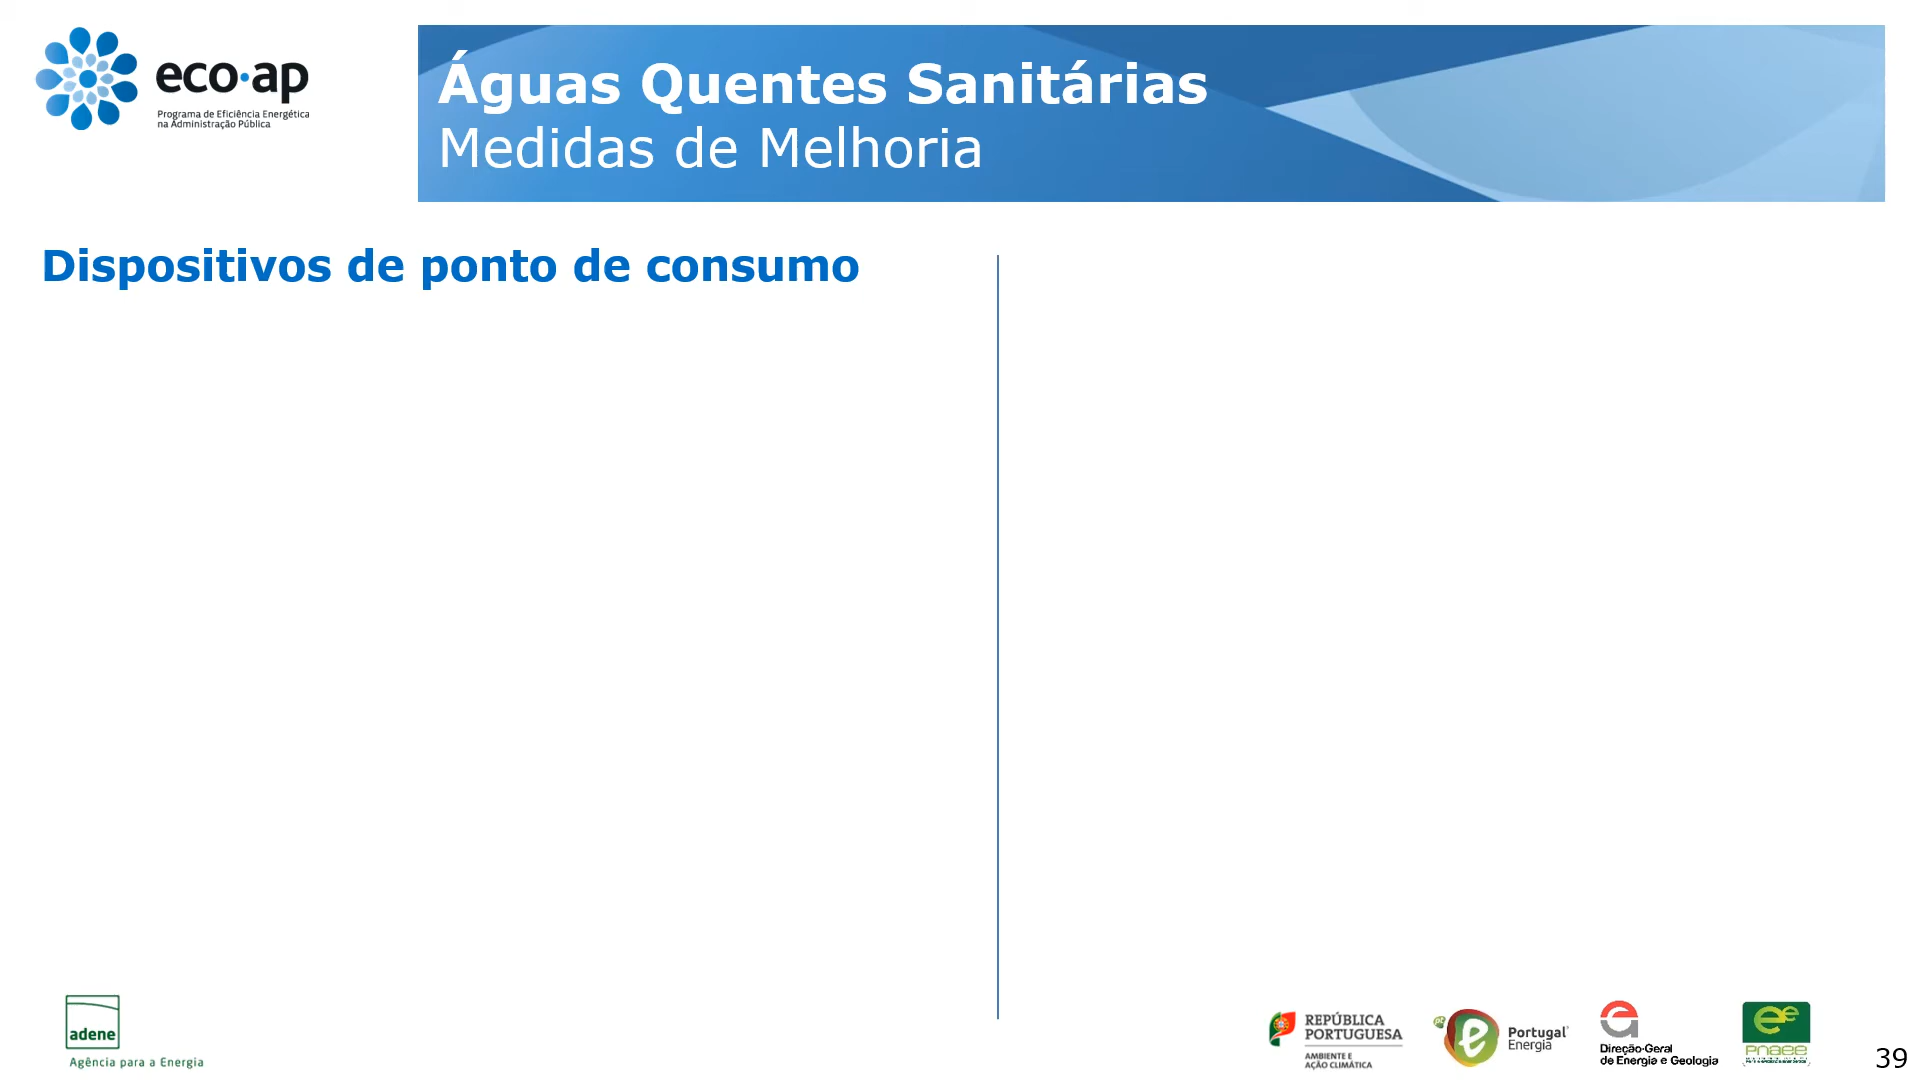 eco·ap
Programa de Eficiência Energética
na Administração Pública
Águas Quentes Sanitárias
Medidas de Melhoria
Dispositivos de ponto de consumo
adene
Agência para a Energia
REPÚBLICA
PORTUGUESA
AMBIENTE E
AÇÃO CLIMÁTICA
Portugal
Energia
Direção-Geral
de Energia e Geologia
pnaee
39